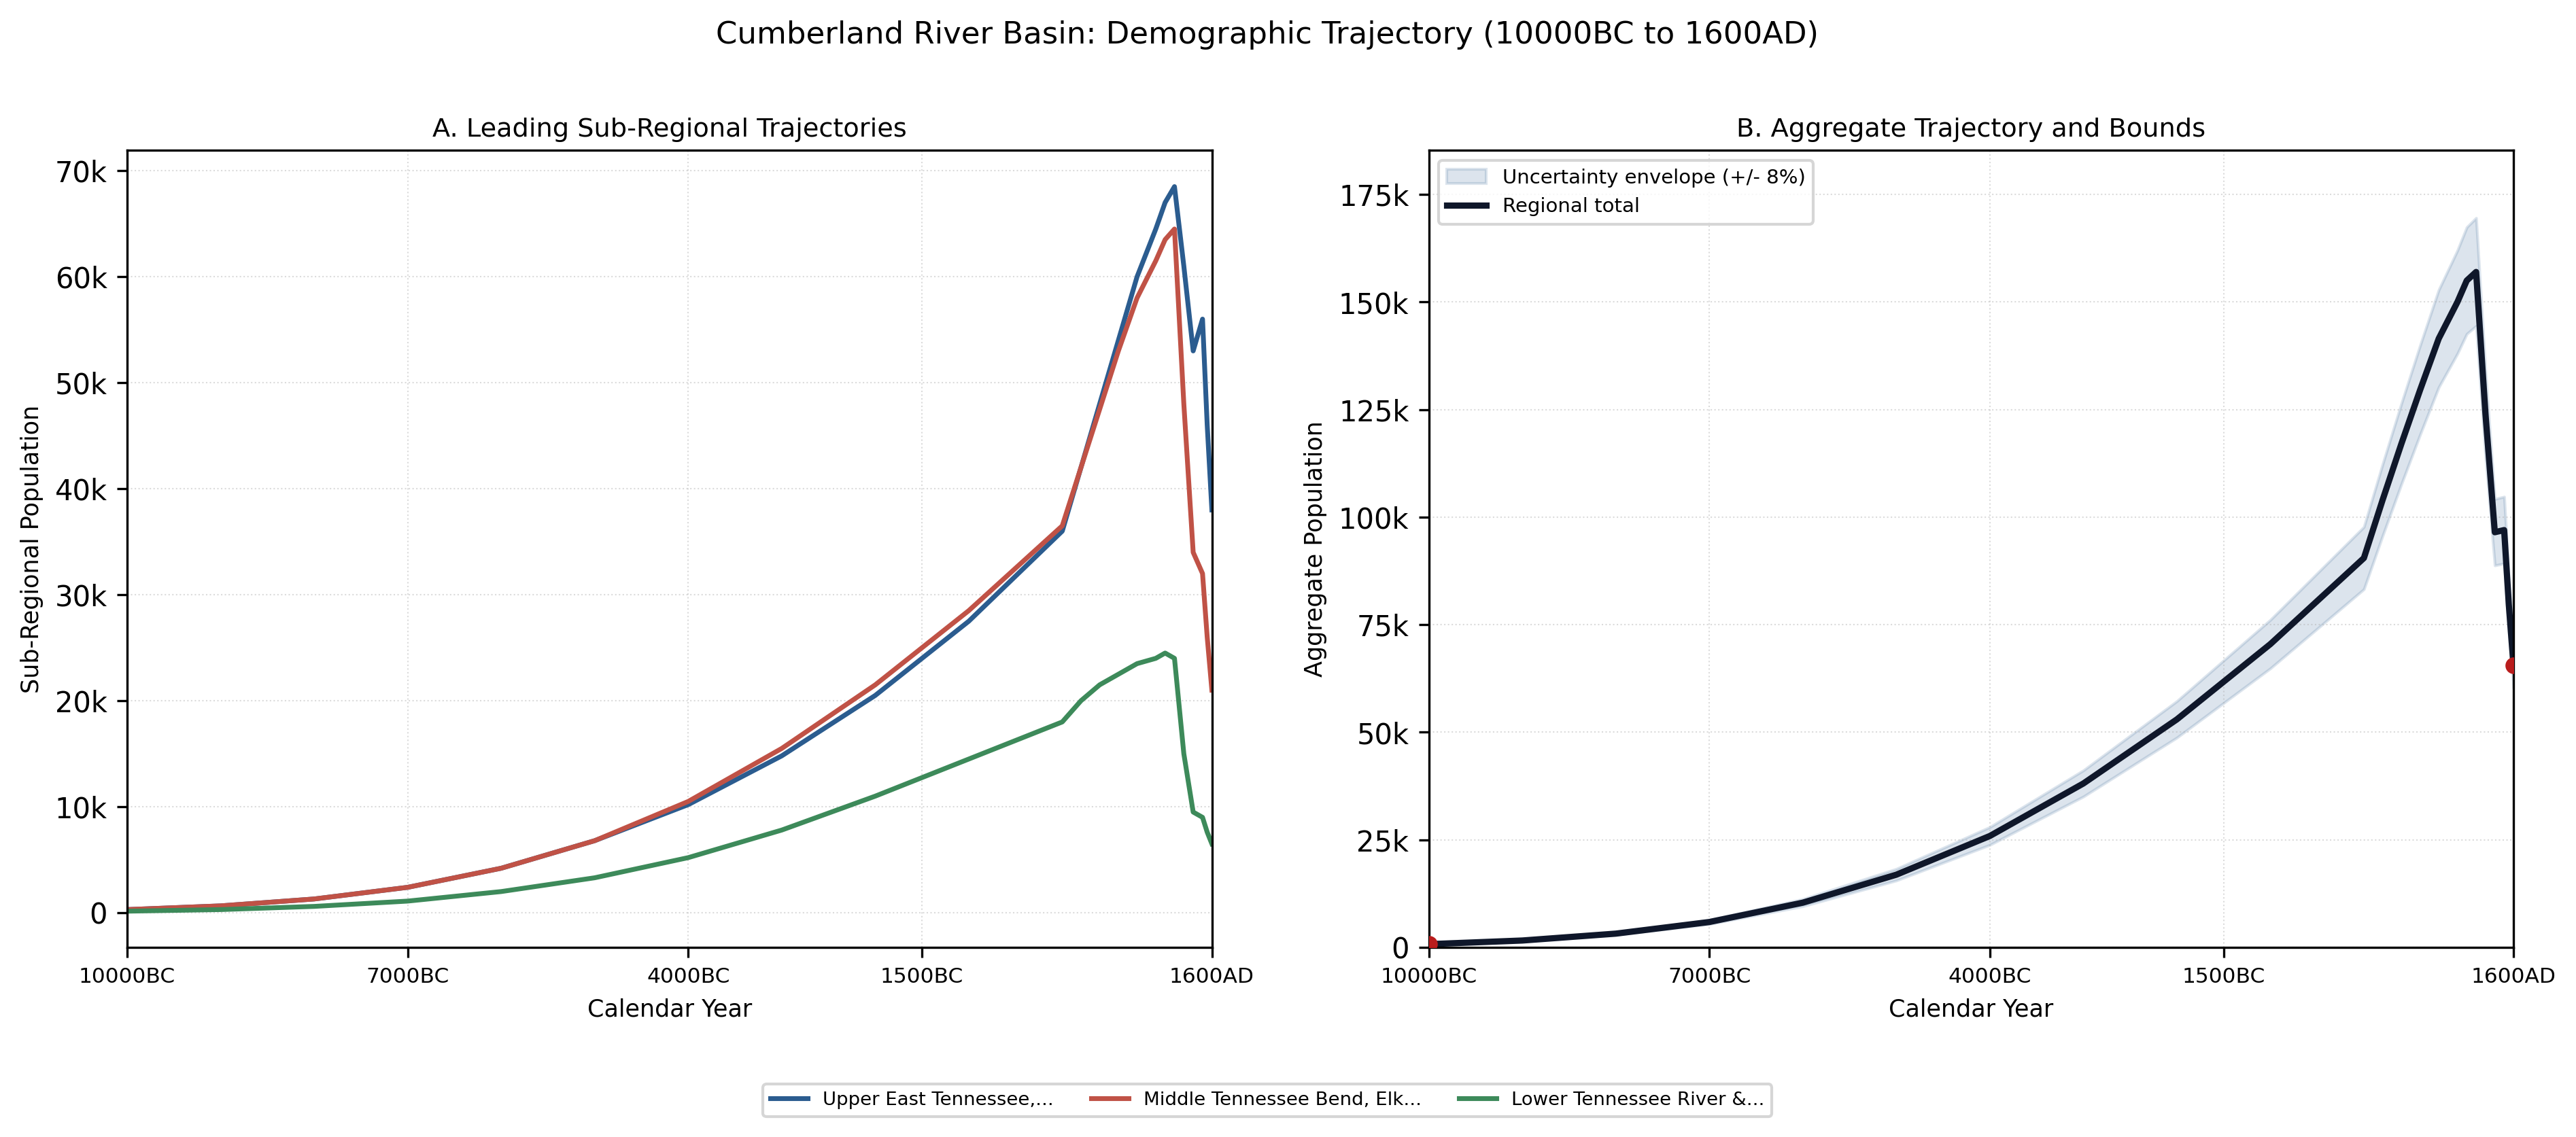 Cumberland River Basin: Demographic Trajectory (10000BC to 1600AD)
A. Leading Sub-Regional Trajectories
70k
60k
50k
40k
30k
20k
10k
0
Sub-Regional Population
10000BC
7000BC
4000BC
1500BC
1600AD
Calendar Year
B. Aggregate Trajectory and Bounds
Uncertainty envelope (+/- 8%)
Regional total
175k
150k
125k
100k
75k
50k
25k
0
Aggregate Population
10000BC
7000BC
4000BC
1500BC
1600AD
Calendar Year
Upper East Tennessee,...
Middle Tennessee Bend, Elk...
Lower Tennessee River &...